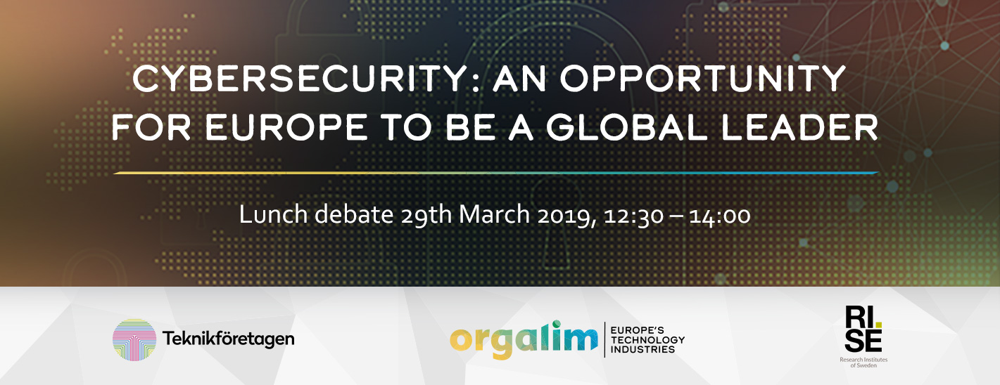 CYBERSECURITY: AN OPPORTUNITY
FOR EUROPE TO BE A GLOBAL LEADER
Lunch debate 29th March 2019, 12:30 – 14:00
Teknikföretagen
orgalim
EUROPE'S
TECHNOLOGY
INDUSTRIES
RI.
SE
Research Institutes
of Sweden